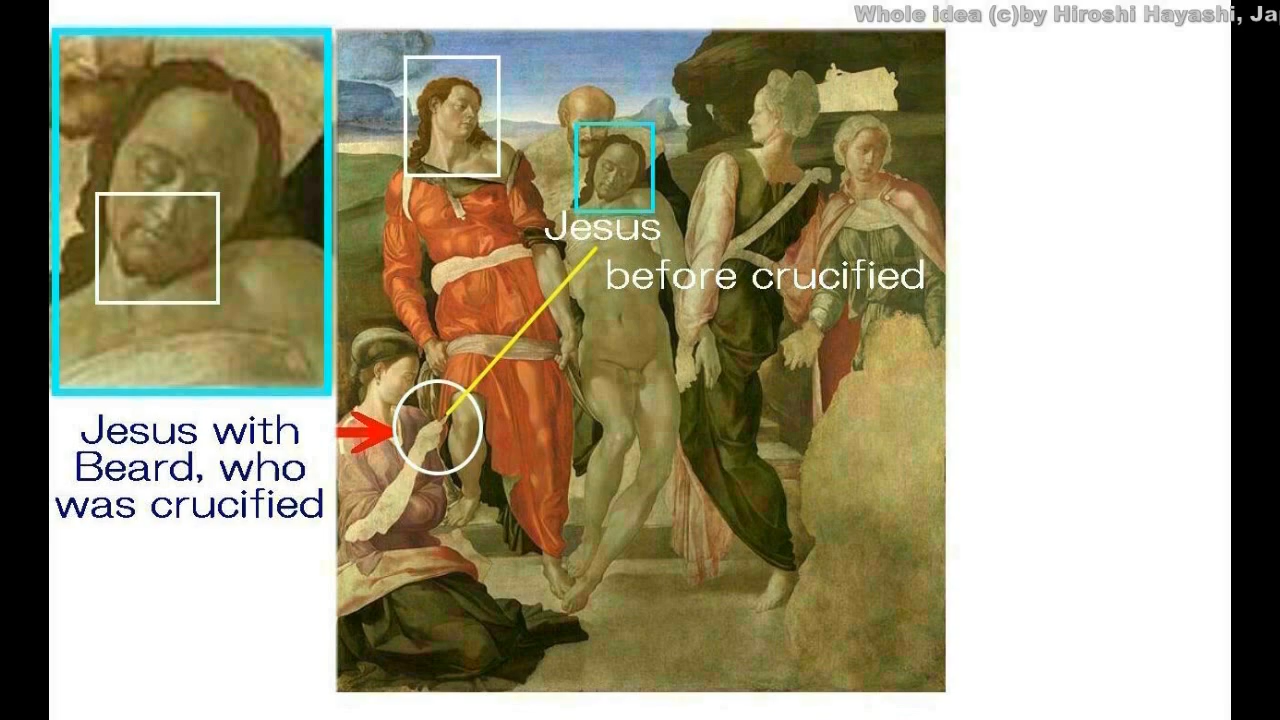 Whole idea (c)by Hiroshi Hayashi, Ja
Jesus
before crucified
Jesus with
Beard, who
was crucified